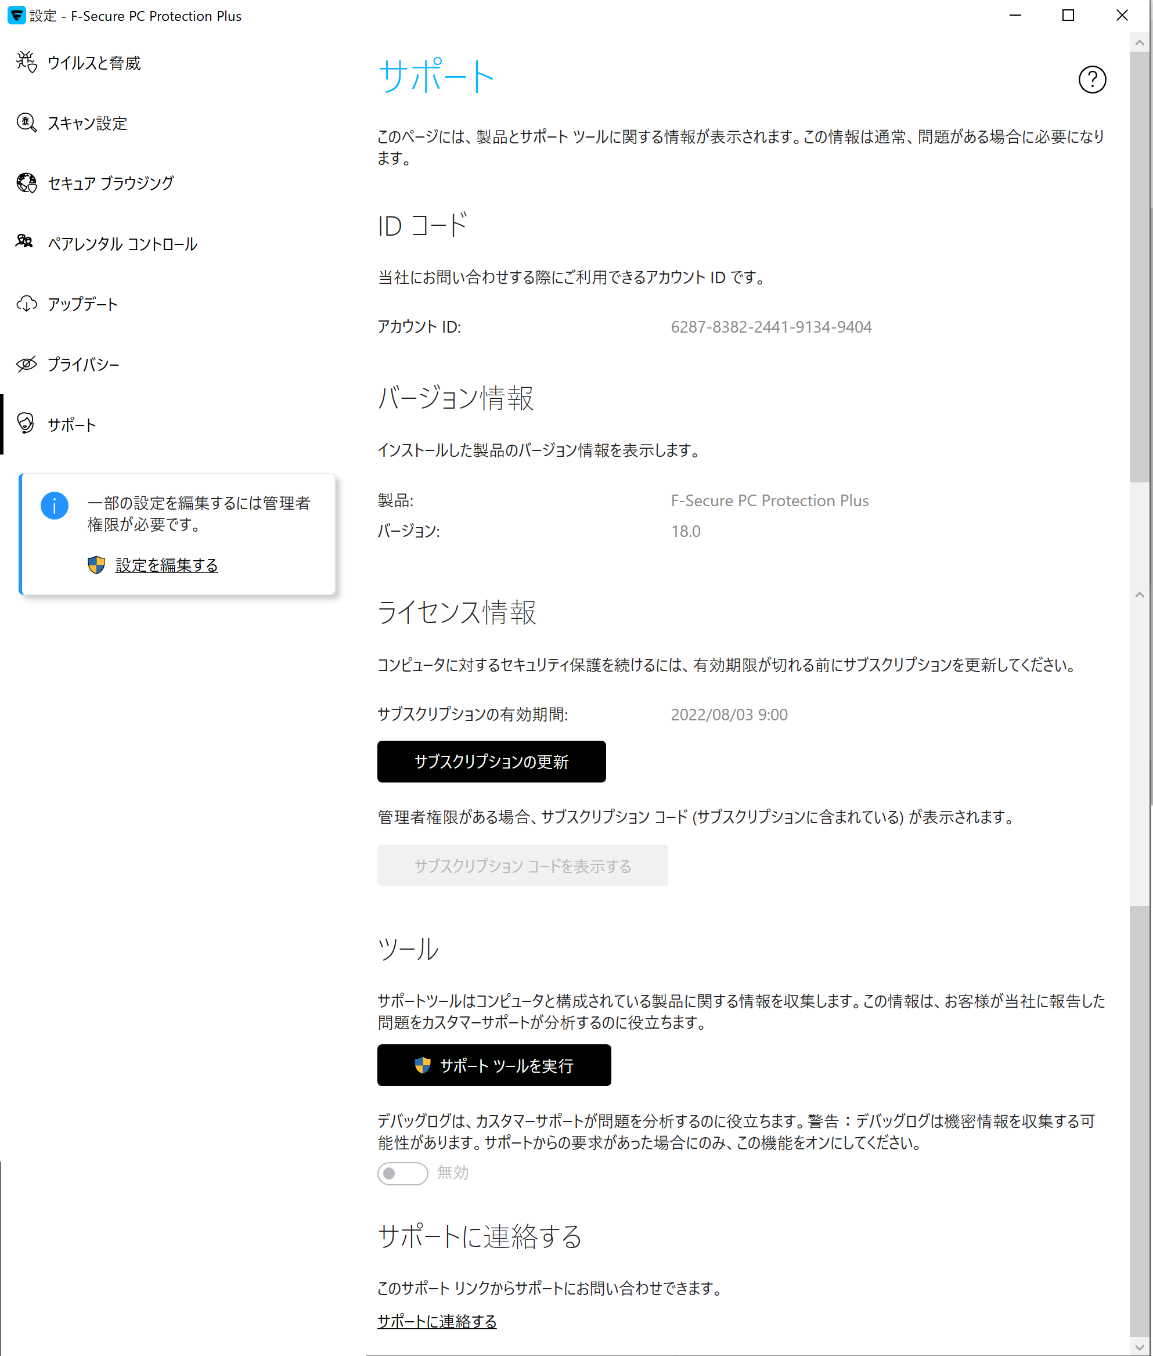 設定 - F-Secure PC Protection Plus
ウイルスと脅威
スキャン設定
セキュア ブラウジング
ペアレンタル コントロール
アップデート
プライバシー
サポート
一部の設定を編集するには管理者
権限が必要です。
設定を編集する
サポート
このページには、製品とサポート ツールに関する情報が表示されます。この情報は通常、問題がある場合に必要になり
ます。
ID コード
当社にお問い合わせする際にご利用できるアカウント ID です。
アカウント ID: 6287-8382-2441-9134-9404
バージョン情報
インストールした製品のバージョン情報を表示します。
製品: F-Secure PC Protection Plus
バージョン: 18.0
ライセンス情報
コンピュータに対するセキュリティ保護を続けるには、有効期限が切れる前にサブスクリプションを更新してください。
サブスクリプションの有効期間: 2022/08/03 9:00
サブスクリプションの更新
管理者権限がある場合、サブスクリプション コード (サブスクリプションに含まれている) が表示されます。
サブスクリプション コードを表示する
ツール
サポートツールはコンピュータと構成されている製品に関する情報を収集します。この情報は、お客様が当社に報告した
問題をカスタマーサポートが分析するのに役立ちます。
サポート ツールを実行
デバッグログは、カスタマーサポートが問題を分析するのに役立ちます。警告：デバッグログは機密情報を収集する可
能性があります。サポートからの要求があった場合にのみ、この機能をオンにしてください。
無効
サポートに連絡する
このサポート リンクからサポートにお問い合わせできます。
サポートに連絡する